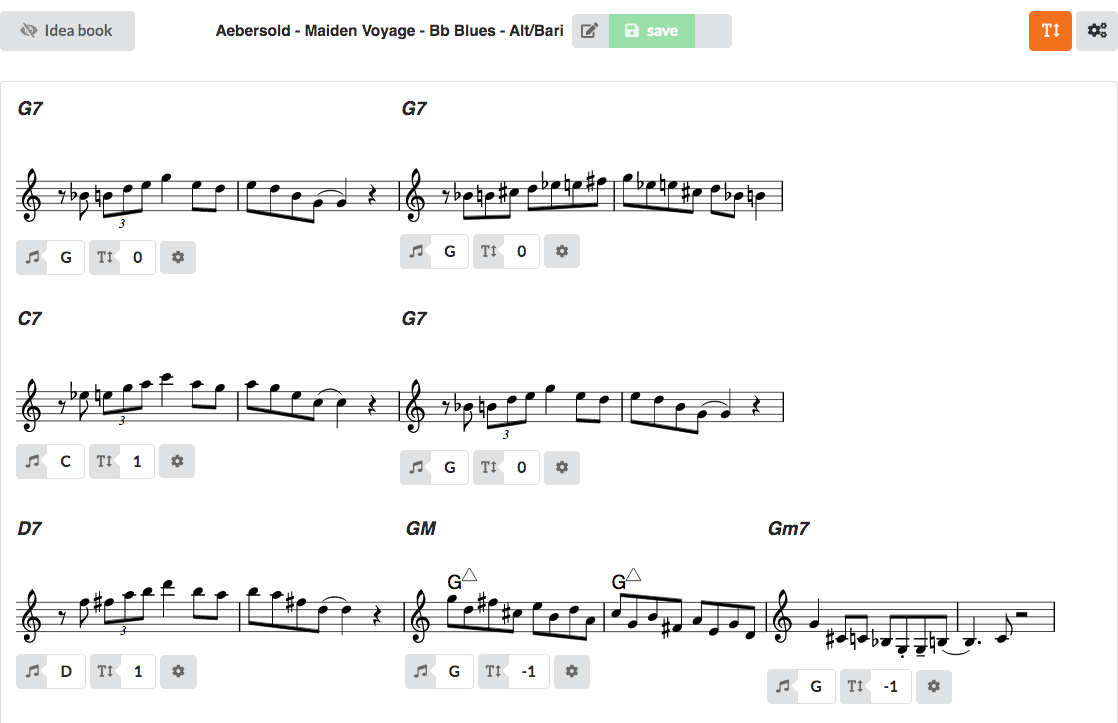 Idea book Aebersold - Maiden Voyage - Bb Blues - Alt/Bari save T↕
G7 G7
3
G T↕ 0 G T↕ 0
C7 G7
3 3
C T↕ 1 G T↕ 0
D7 GM Gm7
G△ G△
3
D T↕ 1 G T↕ -1 G T↕ -1